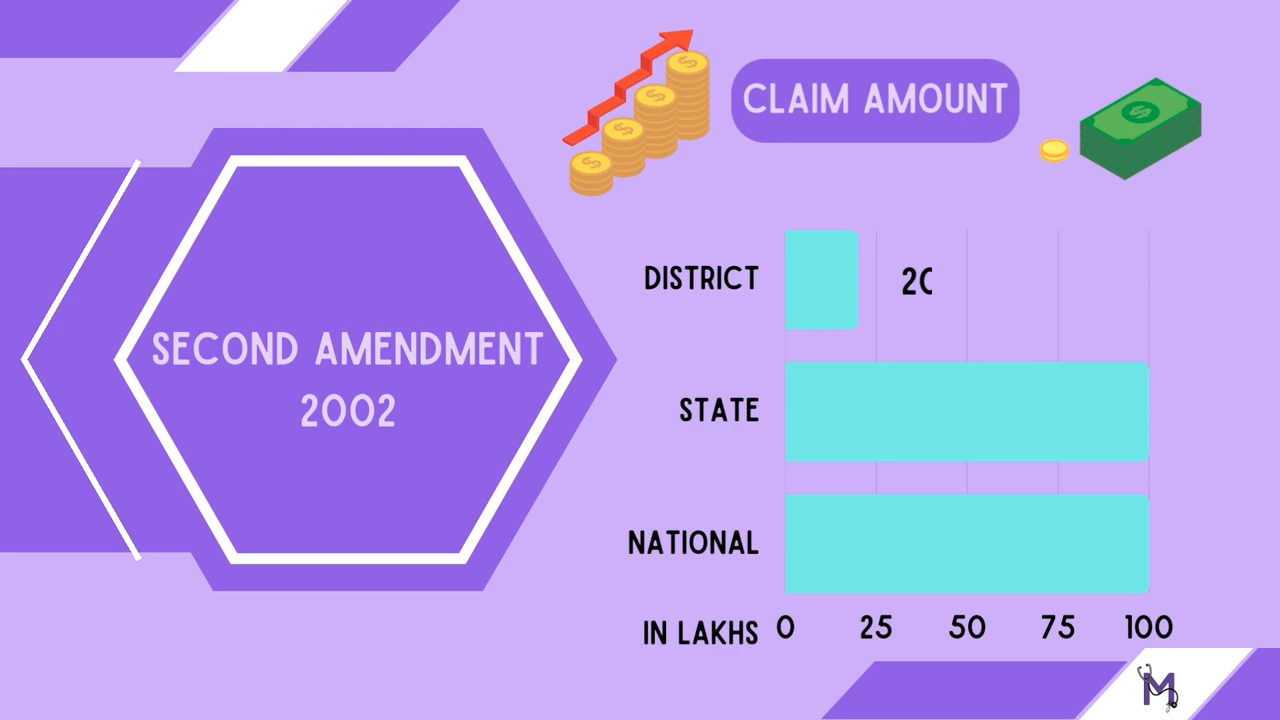 CLAIM AMOUNT
SECOND AMENDMENT
2002
DISTRICT
STATE
NATIONAL
IN LAKHS 0 25 50 75 100
M